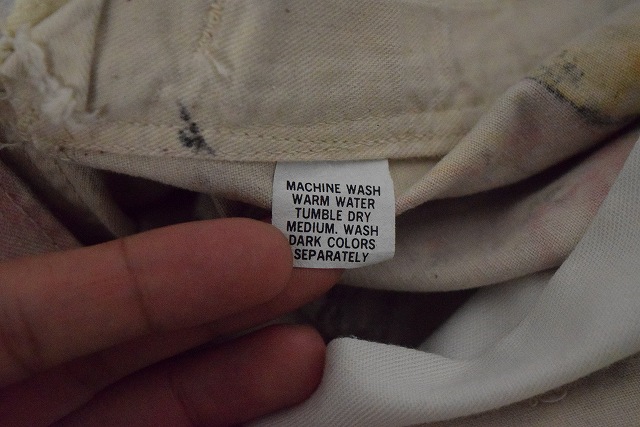 MACHINE WASH
WARM WATER
TUMBLE DRY
MEDIUM. WASH
DARK COLORS
SEPARATELY